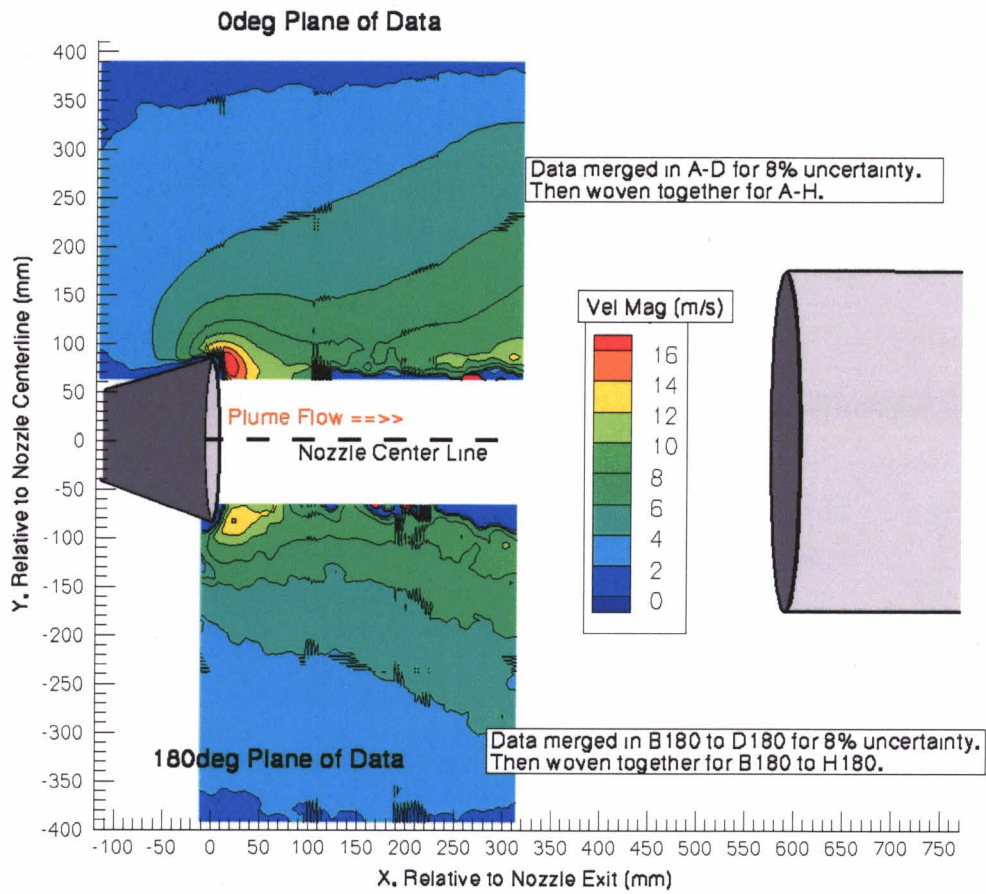 0deg Plane of Data
400
350
300
250
200
150
100
50
0
-50
-100
-150
-200
-250
-300
-350
-400
Y, Relative to Nozzle Centerline (mm)
Data merged in A-D for 8% uncertainty.
Then woven together for A-H.
Vel Mag (m/s)
16
14
12
10
8
6
4
2
0
Plume Flow ==>>
Nozzle Center Line
180deg Plane of Data
Data merged in B180 to D180 for 8% uncertainty.
Then woven together for B180 to H180.
-100 -50 0 50 100 150 200 250 300 350 400 450 500 550 600 650 700 750
X, Relative to Nozzle Exit (mm)